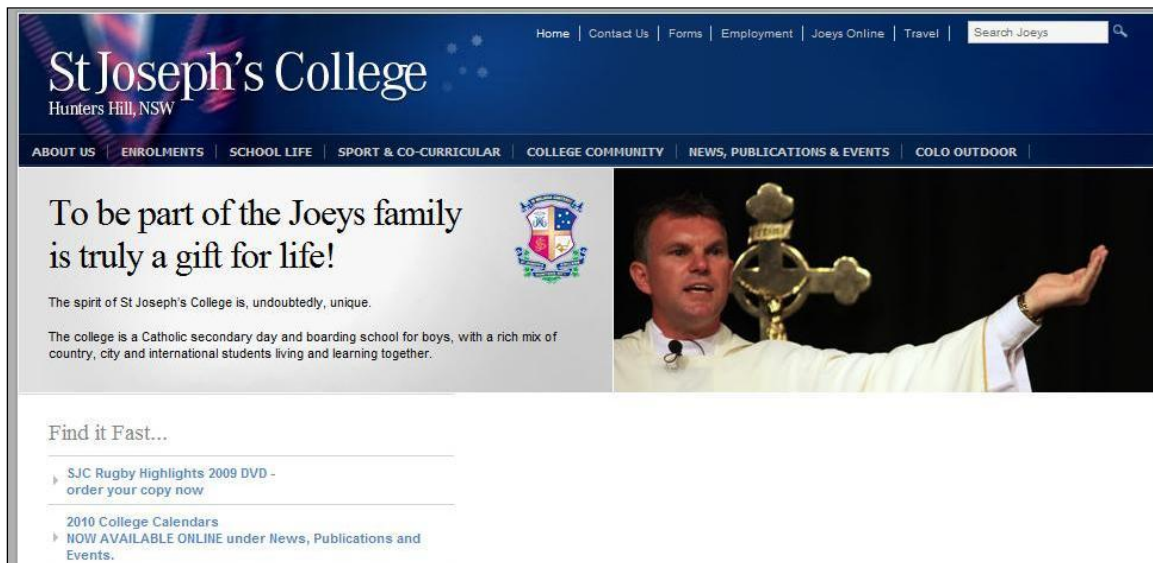 Home | Contact Us | Forms | Employment | Joeys Online | Travel |
Search Joeys
St Joseph's College
Hunters Hill, NSW
ABOUT US | ENROLMENTS | SCHOOL LIFE | SPORT & CO-CURRICULAR | COLLEGE COMMUNITY | NEWS, PUBLICATIONS & EVENTS | COLO OUTDOOR |
To be part of the Joeys family
is truly a gift for life!
The spirit of St Joseph's College is, undoubtedly, unique.
The college is a Catholic secondary day and boarding school for boys, with a rich mix of
country, city and international students living and learning together.
Find it Fast...
SJC Rugby Highlights 2009 DVD -
order your copy now
2010 College Calendars
NOW AVAILABLE ONLINE under News, Publications and
Events.